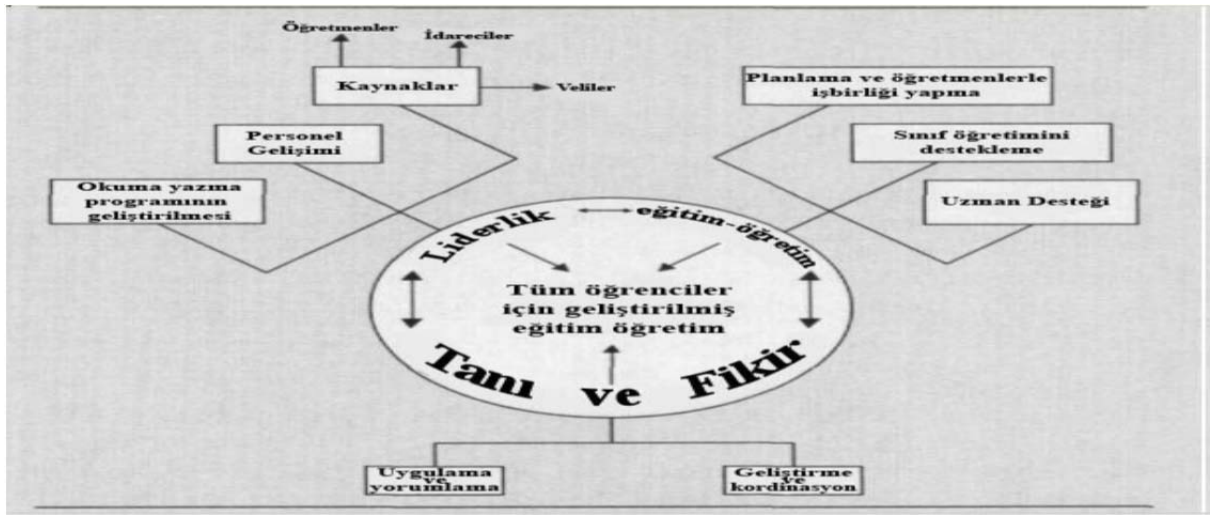 Öğretmenler
İdareciler
Kaynaklar
Veliler
Personel
Gelişimi
Okuma yazma
programının
geliştirilmesi
Planlama ve öğretmenlerle
işbirliği yapma
Sınıf öğretimini
destekleme
Uzman Desteği
Liderlik
eğitim-öğretim
Tüm öğrenciler
için geliştirilmiş
eğitim öğretim
Tanı ve Fikir
Uygulama
ve
yorumlama
Geliştirme
ve
kordinasyon